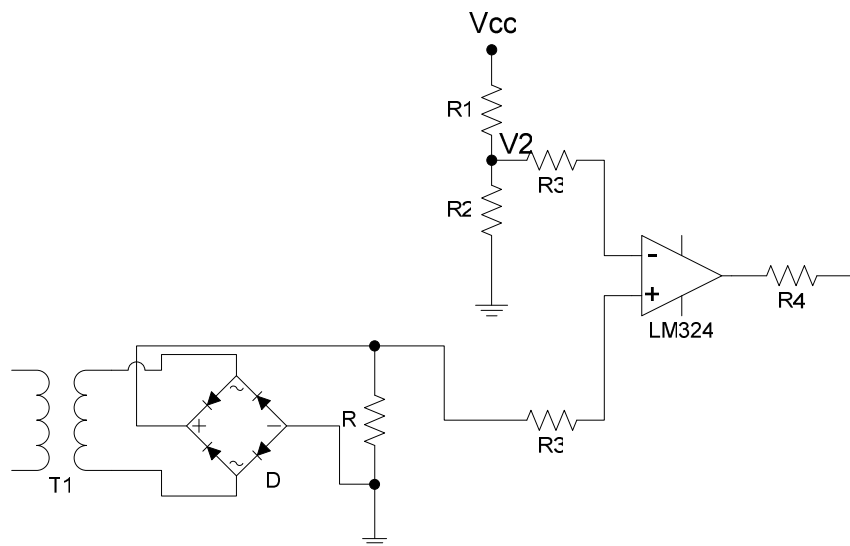 Vcc
R1
V2
R3
R2
-
+
R4
LM324
~
R
+
-
R3
~
D
T1